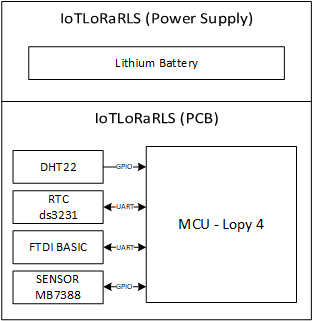 IoTLoRaRLS (Power Supply)
Lithium Battery
IoTLoRaRLS (PCB)
DHT22
GPIO
RTC
ds3231
UART
FTDI BASIC
UART
SENSOR
MB7388
GPIO
MCU - Lopy 4